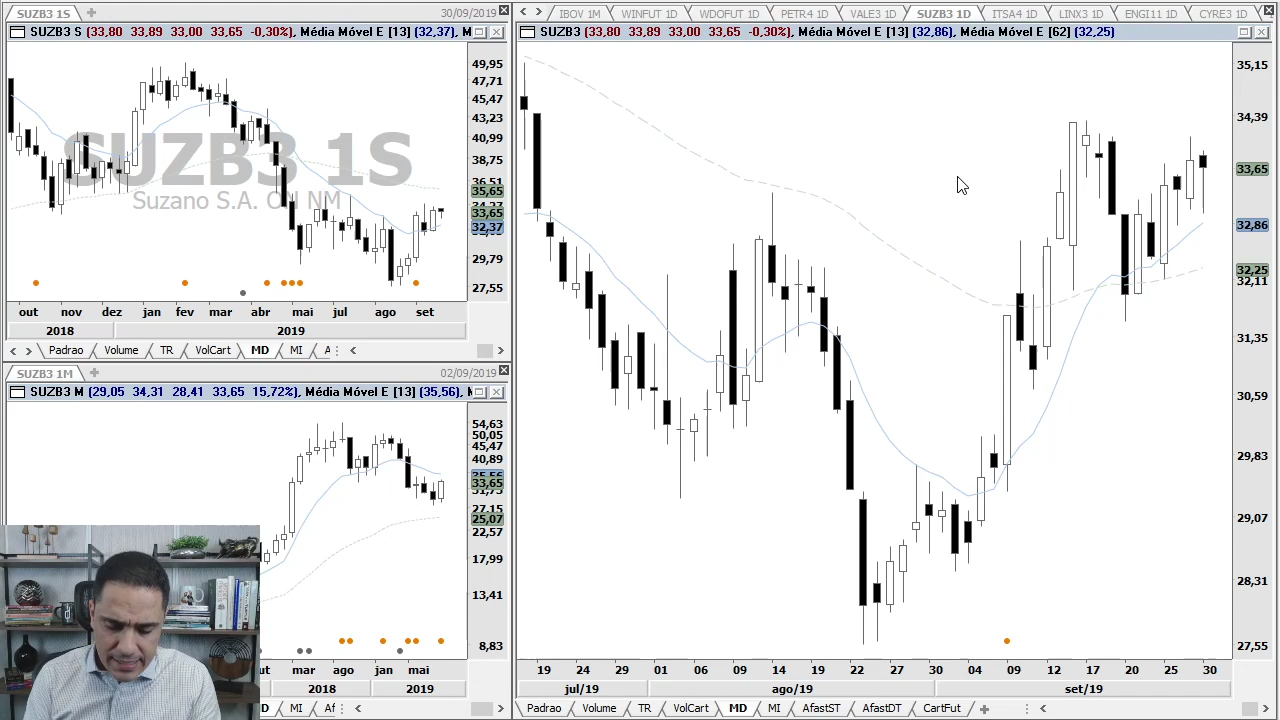 SUZB3 1S
30/09/2019
SUZB3 S (33,80 33,89 33,00 33,65 -0,30%), Média Móvel E [13] (32,37), M
49,95
47,71
45,47
43,23
40,99
38,75
36,51
35,65
33,65
32,37
29,79
27,55
SUZB3 1S
Suzano S.A. ON NM
out nov dez jan fev mar abr mai jul ago set
2018 2019
Padrao Volume TR VolCart MD MI A
SUZB3 1M
02/09/2019
SUZB3 M (29,05 34,31 28,41 33,65 15,72%), Média Móvel E [13] (35,56), M
54,63
50,05
45,47
40,89
35,56
33,65
27,15
25,07
22,57
17,99
13,41
8,83
ut mar ago jan mai
2018 2019
D MI Af
IBOV 1M WINFUT 1D WDOFUT 1D PETR4 1D VALE3 1D SUZB3 1D ITSA4 1D LINX3 1D ENGI11 1D CYRE3 1D
SUZB3 (33,80 33,89 33,00 33,65 -0,30%), Média Móvel E [13] (32,86), Média Móvel E [62] (32,25)
35,15
34,39
33,65
32,86
32,25
32,11
31,35
30,59
29,83
29,07
28,31
27,55
19 24 29 01 06 09 14 19 22 27 30 04 09 12 17 20 25 30
jul/19 ago/19 set/19
Padrao Volume TR VolCart MD MI AfastST AfastDT CartFut